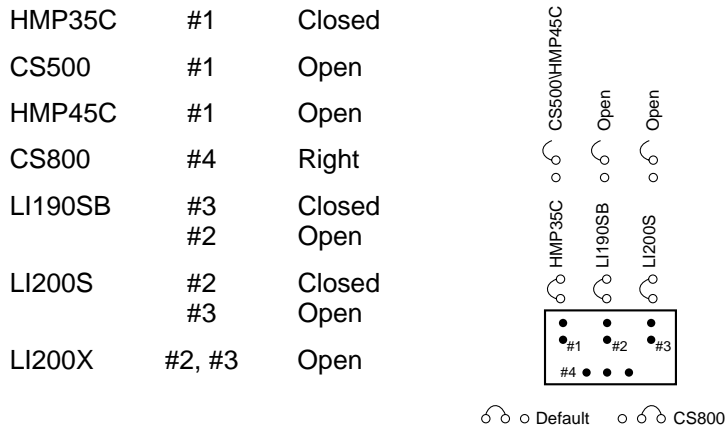 HMP35C #1 Closed
CS500 #1 Open
HMP45C #1 Open
CS800 #4 Right
LI190SB #3 Closed
#2 Open
LI200S #2 Closed
#3 Open
LI200X #2, #3 Open
CS500\HMP45C
Open
Open
HMP35C
LI190SB
LI200S
#1 #2 #3
#4
Default CS800